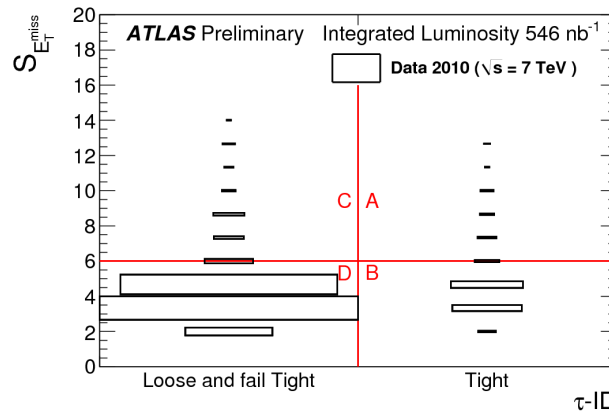 20
18
16
14
12
10
8
6
4
2
0
S_{E_T^{miss}}
ATLAS Preliminary Integrated Luminosity 546 nb⁻¹
Data 2010 (√s = 7 TeV )
C A
D B
Loose and fail Tight Tight
τ-ID